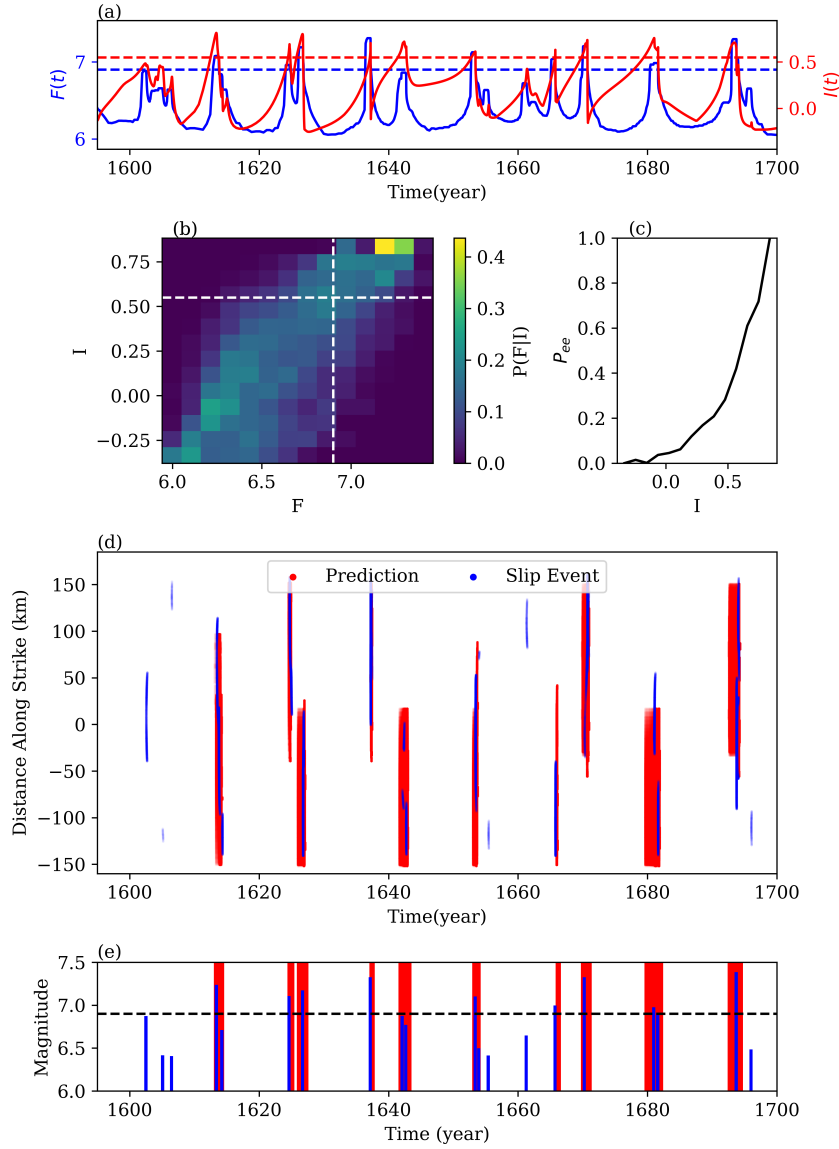 (a)
7
6
F(t)
0.5
0.0
I(t)
1600 1620 1640 1660 1680 1700
Time(year)
(b)
0.75
0.50
0.25
0.00
−0.25
I
6.0 6.5 7.0
F
0.4
0.3
0.2
0.1
0.0
P(F|I)
(c)
1.0
0.8
0.6
0.4
0.2
0.0
P_ee
0.0 0.5
I
(d)
Prediction Slip Event
150
100
50
0
−50
−100
−150
Distance Along Strike (km)
1600 1620 1640 1660 1680 1700
Time(year)
(e)
7.5
7.0
6.5
6.0
Magnitude
1600 1620 1640 1660 1680 1700
Time (year)